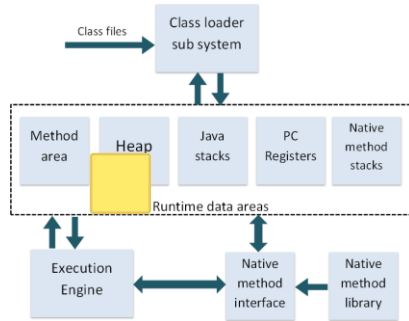 Class files
Class loader
sub system
Method
area
Heap
Java
stacks
PC
Registers
Native
method
stacks
Runtime data areas
Execution
Engine
Native
method
interface
Native
method
library